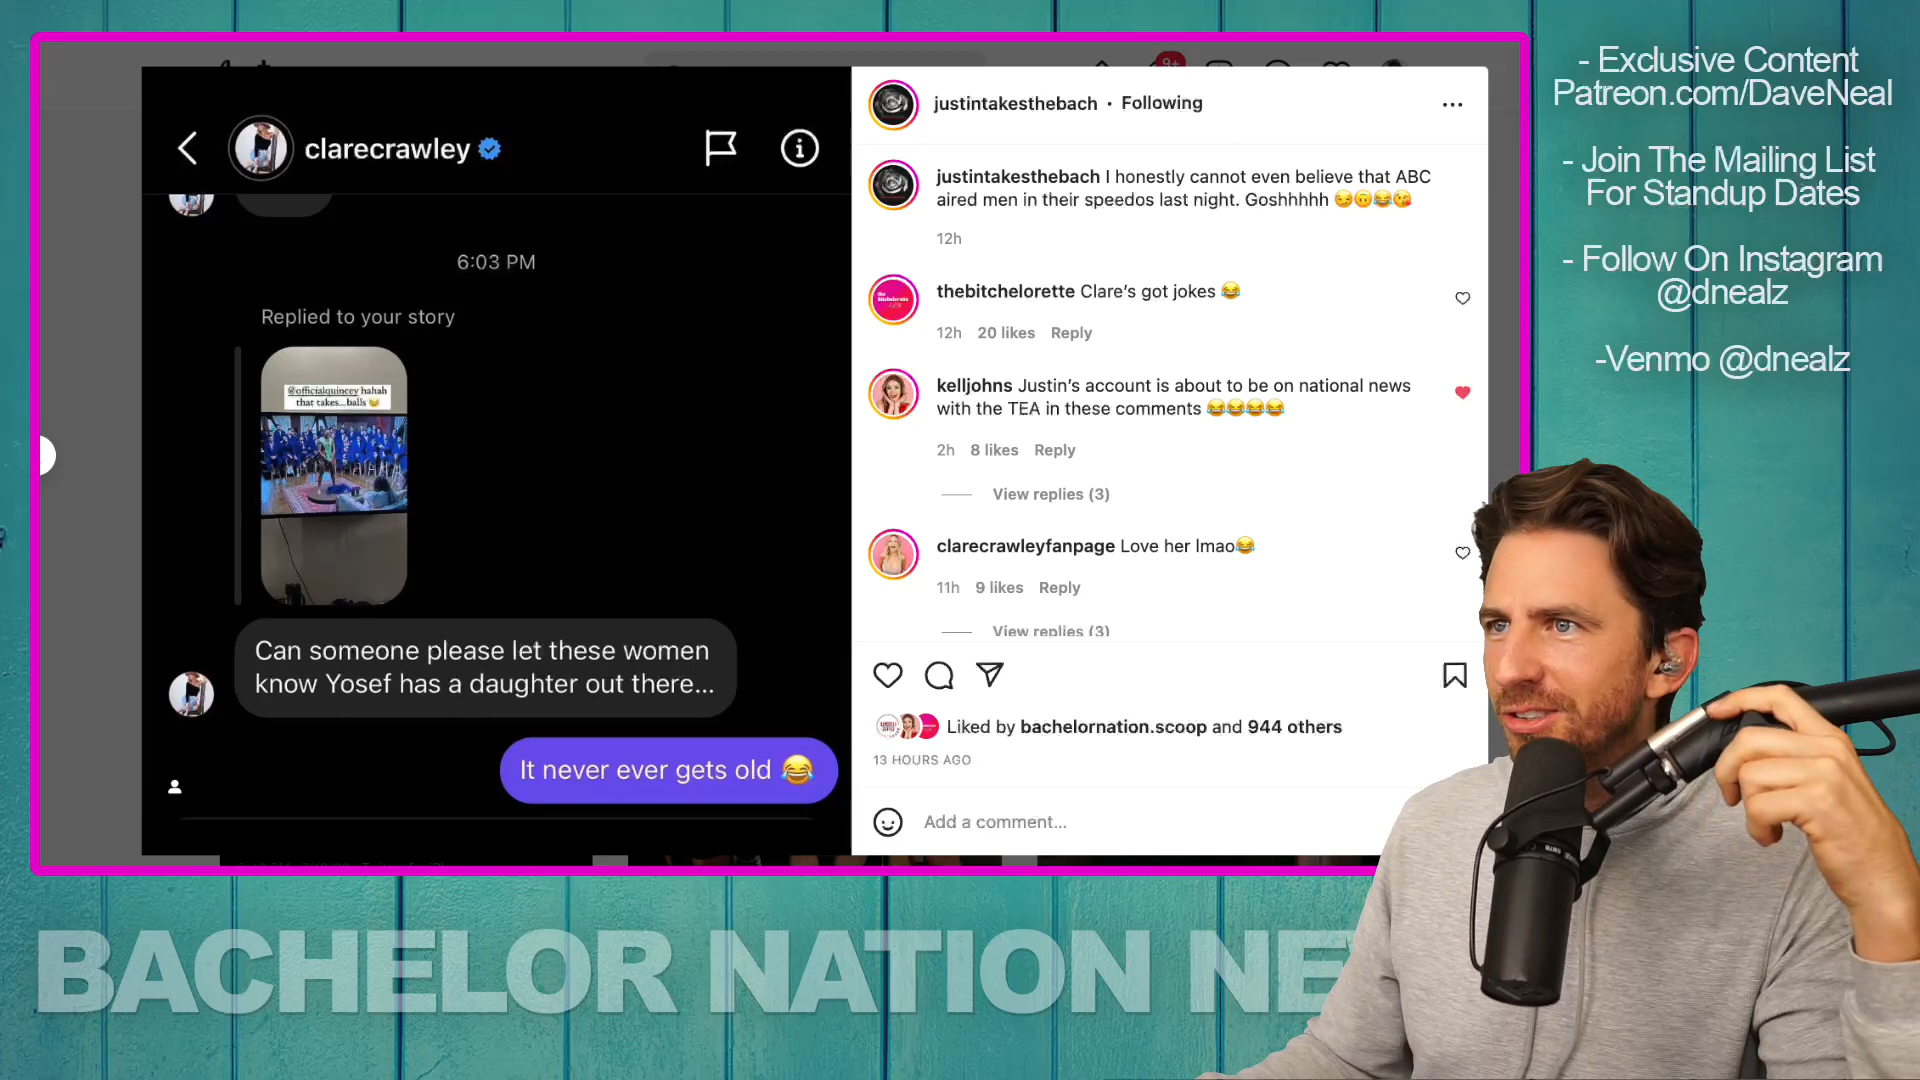 9+
clarecrawley
6:03 PM
Replied to your story
@officialquincey hahah
that takes...balls 😂
Can someone please let these women
know Yosef has a daughter out there...
It never ever gets old 😂
justintakesthebach • Following
justintakesthebach I honestly cannot even believe that ABC
aired men in their speedos last night. Goshhhhh 😏🙃😂😘
12h
thebitchelorette Clare's got jokes 😂
12h 20 likes Reply
kelljohns Justin's account is about to be on national news
with the TEA in these comments 😂😂😂😂
2h 8 likes Reply
View replies (3)
clarecrawleyfanpage Love her lmao😂
11h 9 likes Reply
View replies (3)
Liked by bachelornation.scoop and 944 others
13 HOURS AGO
Add a comment...
- Exclusive Content
Patreon.com/DaveNeal
- Join The Mailing List
For Standup Dates
- Follow On Instagram
@dnealz
-Venmo @dnealz
BACHELOR NATION NE